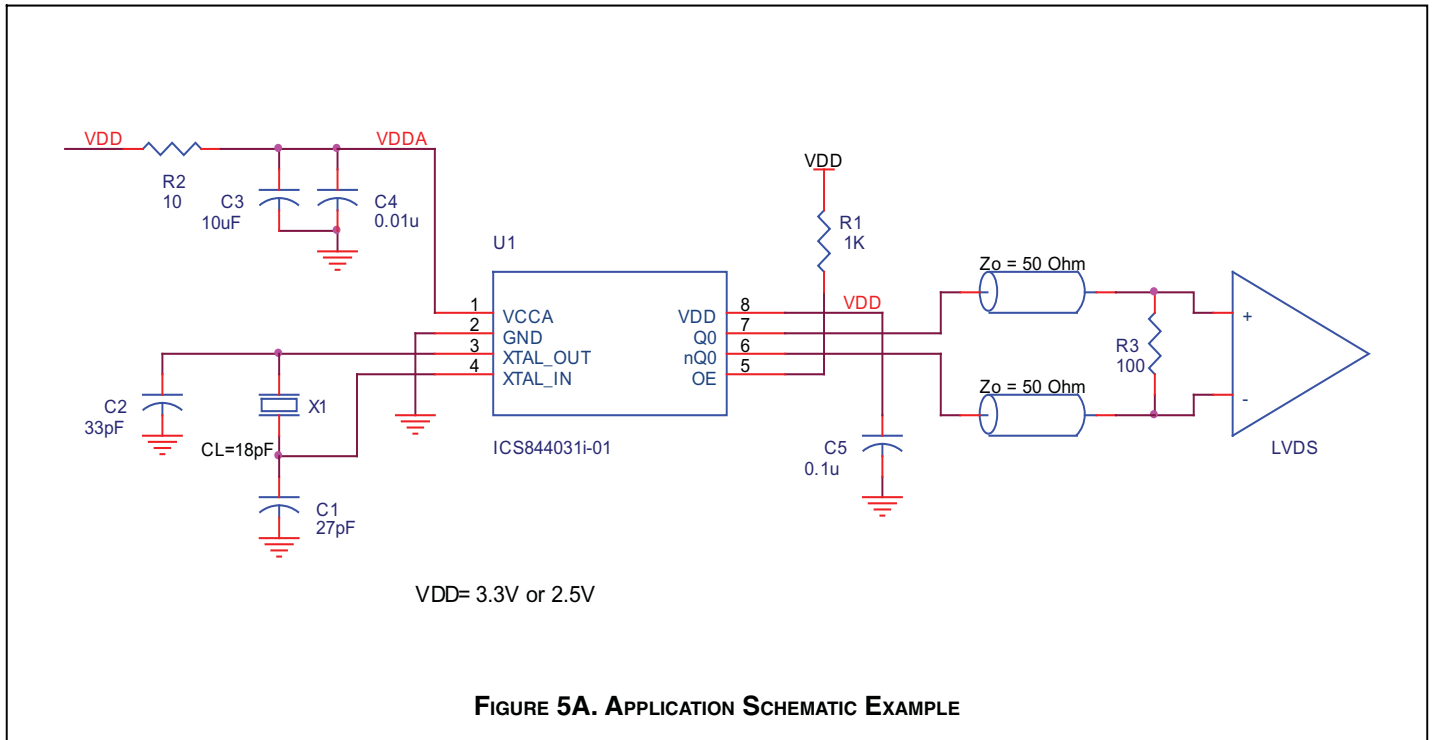 VDD
R2
10
C3
10uF
VDDA
C4
0.01u
U1
1
VCCA
2
GND
3
XTAL_OUT
4
XTAL_IN
ICS844031i-01
VDD
8
Q0
7
nQ0
6
OE
5
VDD
R1
1K
VDD
C5
0.1u
Zo = 50 Ohm
Zo = 50 Ohm
R3
100
+
-
LVDS
C2
33pF
X1
CL=18pF
C1
27pF
VDD= 3.3V or 2.5V
FIGURE 5A. APPLICATION SCHEMATIC EXAMPLE